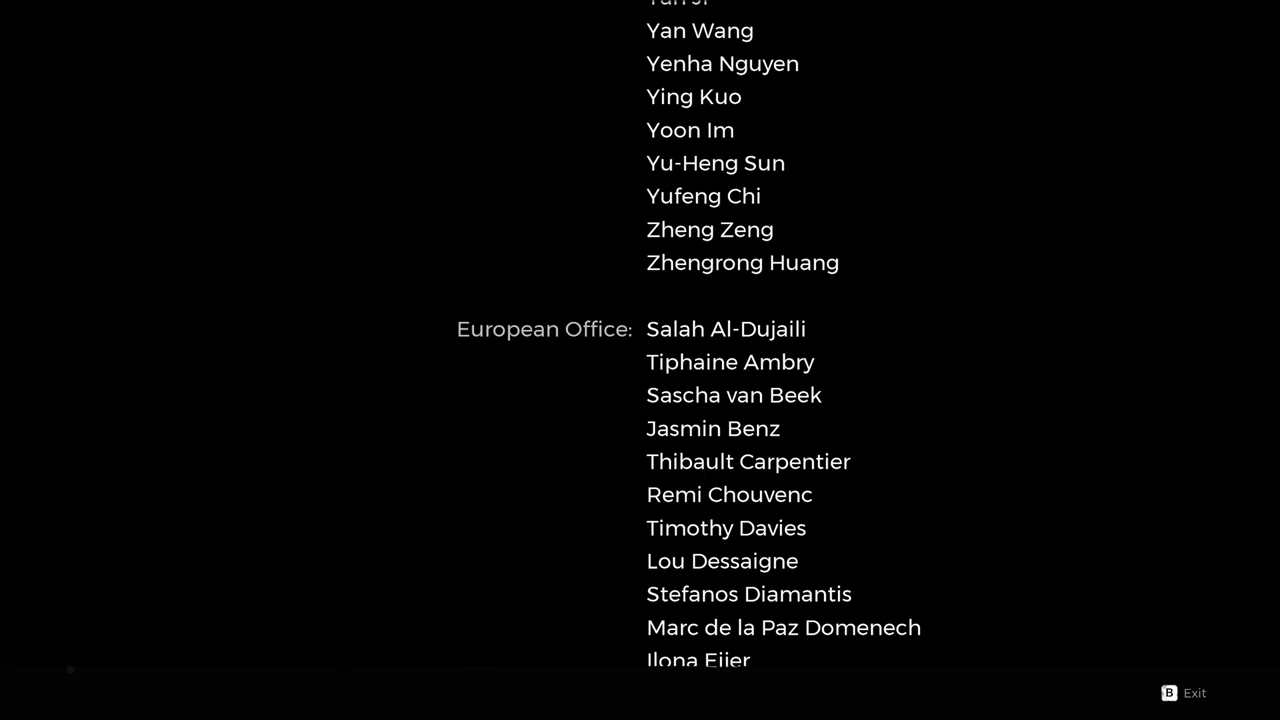 Yan Wang
Yenha Nguyen
Ying Kuo
Yoon Im
Yu-Heng Sun
Yufeng Chi
Zheng Zeng
Zhengrong Huang
European Office: Salah Al-Dujaili
Tiphaine Ambry
Sascha van Beek
Jasmin Benz
Thibault Carpentier
Remi Chouvenc
Timothy Davies
Lou Dessaigne
Stefanos Diamantis
Marc de la Paz Domenech
Ilona
B Exit